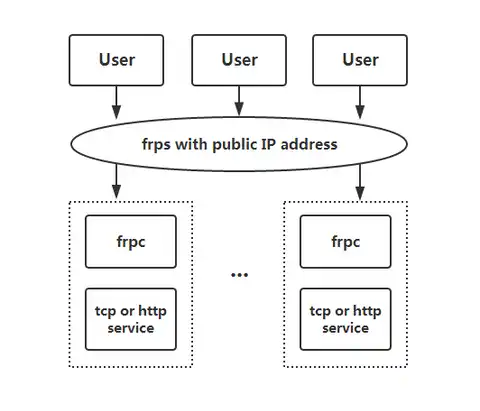 User
User
User
frps with public IP address
frpc
frpc
...
tcp or http
service
tcp or http
service